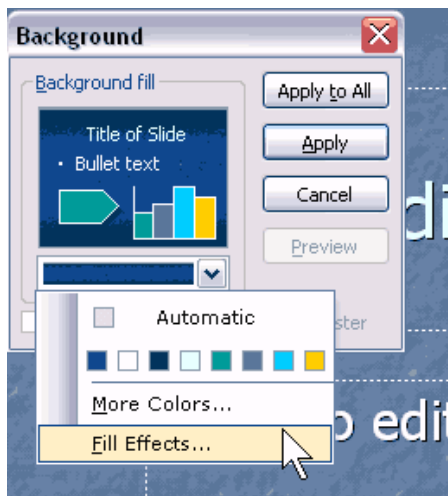 Background
Background fill
Apply to All
Title of Slide
• Bullet text
Apply
Cancel
Preview
Automatic
More Colors...
Fill Effects...